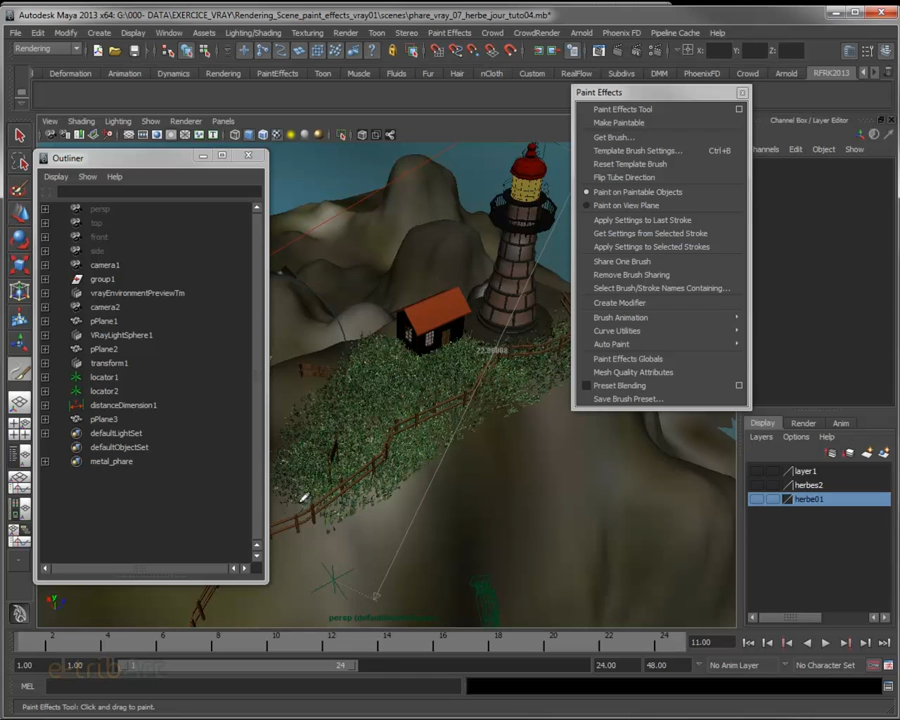 Autodesk Maya 2013 x64: G:\000- DATA\EXERCICE_VRAY\Rendering_Scene_paint_effects_vray01\scenes\phare_vray_07_herbe_jour_tuto04.mb*
File Edit Modify Create Display Window Assets Lighting/Shading Texturing Render Toon Stereo Paint Effects Crowd CrowdRender Arnold Phoenix FD Pipeline Cache Help
Rendering X: Y: Z:
Deformation Animation Dynamics Rendering PaintEffects Toon Muscle Fluids Fur Hair nCloth Custom RealFlow Subdivs DMM PhoenixFD Crowd Arnold RFRK2013
View Shading Lighting Show Renderer Panels
Outliner
Display Show Help
persp
top
front
side
camera1
group1
vrayEnvironmentPreviewTm
camera2
pPlane1
VRayLightSphere1
pPlane2
transform1
locator1
locator2
distanceDimension1
pPlane3
defaultLightSet
defaultObjectSet
metal_phare
persp
Paint Effects
Paint Effects Tool
Make Paintable
Get Brush...
Template Brush Settings... Ctrl+B
Reset Template Brush
Flip Tube Direction
Paint on Paintable Objects
Paint on View Plane
Apply Settings to Last Stroke
Get Settings from Selected Stroke
Apply Settings to Selected Strokes
Share One Brush
Remove Brush Sharing
Select Brush/Stroke Names Containing...
Create Modifier
Brush Animation
Curve Utilities
Auto Paint
Paint Effects Globals
Mesh Quality Attributes
Preset Blending
Save Brush Preset...
Channel Box / Layer Editor
Edit Object Show
Display Render Anim
Layers Options Help
layer1
herbes2
herbe01
2 4 6 8 10 12 14 16 18 20 22 24 11.00
1.00 1.00 1 24 24.00 48.00 No Anim Layer No Character Set
MEL
Paint Effects Tool: Click and drag to paint.